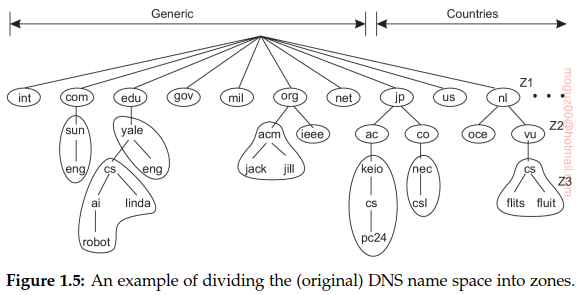 Generic Countries
int com edu gov mil org net jp us nl Z1
sun yale acm ieee ac co oce vu Z2
eng cs eng jack jill keio nec cs Z3
ai linda cs csl flits fluit
robot pc24
moguz00@hotmail.com
Figure 1.5: An example of dividing the (original) DNS name space into zones.